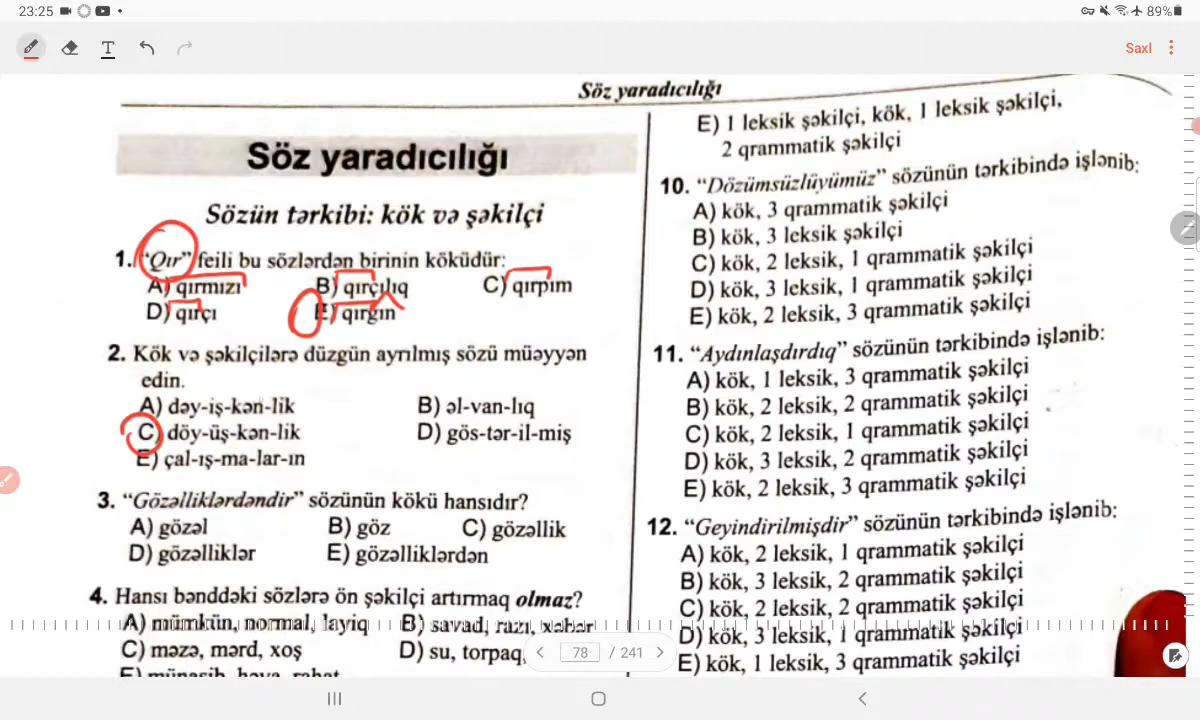 23:25
89%
Saxl
Söz yaradıcılığı
Söz yaradıcılığı
Sözün tərkibi: kök və şəkilçi
1. "Qır" feili bu sözlərdən birinin köküdür:
A) qırmızı B) qırçılıq C) qırpım
D) qırçı E) qırgın
2. Kök və şəkilçilərə düzgün ayrılmış sözü müəyyən
edin.
A) dəy-iş-kən-lik B) əl-van-lıq
C) döy-üş-kən-lik D) gös-tər-il-miş
E) çal-ış-ma-lar-ın
3. "Gözəlliklərdəndir" sözünün kökü hansıdır?
A) gözəl B) göz C) gözəllik
D) gözəlliklər E) gözəlliklərdən
4. Hansı bənddəki sözlərə ön şəkilçi artırmaq olmaz?
A) mümkün, normal, layiq B) savad, razı, xəbər
C) məzə, mərd, xoş D) su, torpaq,
E) münasib, hava, rahat
E) 1 leksik şəkilçi, kök, 1 leksik şəkilçi,
2 qrammatik şəkilçi
10. "Dözümsüzlüyümüz" sözünün tərkibində işlənib:
A) kök, 3 qrammatik şəkilçi
B) kök, 3 leksik şəkilçi
C) kök, 2 leksik, 1 qrammatik şəkilçi
D) kök, 3 leksik, 1 qrammatik şəkilçi
E) kök, 2 leksik, 3 qrammatik şəkilçi
11. "Aydınlaşdırdıq" sözünün tərkibində işlənib:
A) kök, 1 leksik, 3 qrammatik şəkilçi
B) kök, 2 leksik, 2 qrammatik şəkilçi
C) kök, 2 leksik, 1 qrammatik şəkilçi
D) kök, 3 leksik, 2 qrammatik şəkilçi
E) kök, 2 leksik, 3 qrammatik şəkilçi
12. "Geyindirilmişdir" sözünün tərkibində işlənib:
A) kök, 2 leksik, 1 qrammatik şəkilçi
B) kök, 3 leksik, 2 qrammatik şəkilçi
C) kök, 2 leksik, 2 qrammatik şəkilçi
D) kök, 3 leksik, 1 qrammatik şəkilçi
E) kök, 1 leksik, 3 qrammatik şəkilçi
78 / 241